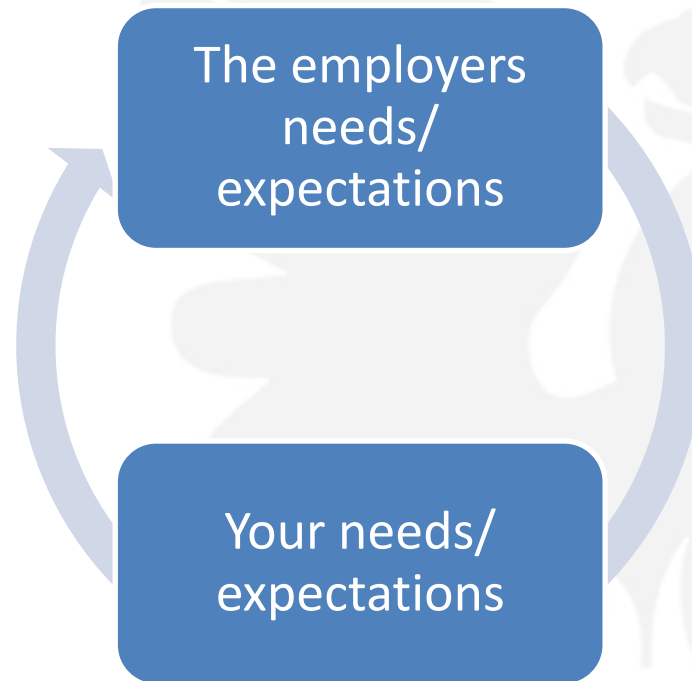 The employers
needs/
expectations
Your needs/
expectations